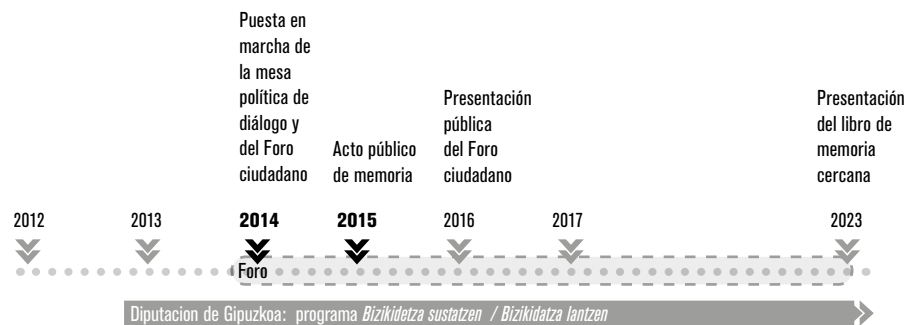 Puesta en
marcha de
la mesa
política de
diálogo y
del Foro
ciudadano
Acto público
de memoria
Presentación
pública
del Foro
ciudadano
Presentación
del libro de
memoria
cercana
2012 2013 2014 2015 2016 2017 2023
Foro
Diputacion de Gipuzkoa: programa Bizikidetza sustatzen / Bizikidatza lantzen